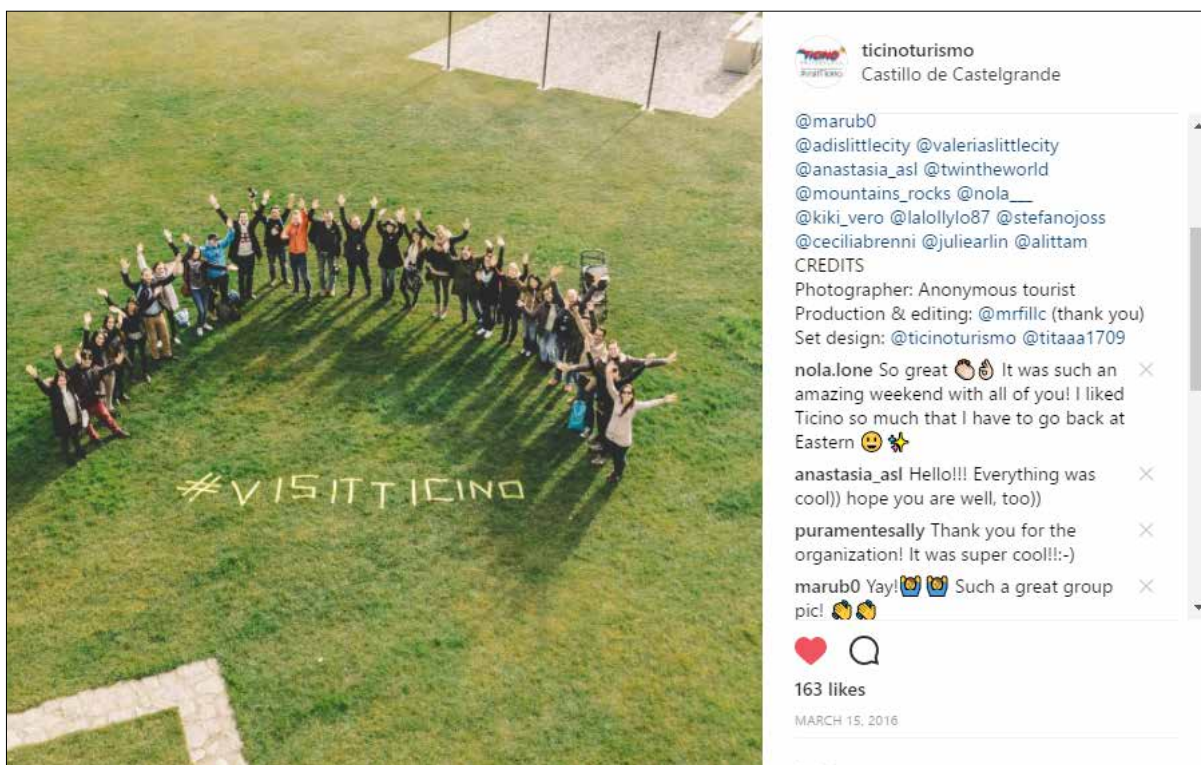 #VISITTICINO
TICINO
#visitTicino
ticinoturismo
Castillo de Castelgrande
@marub0
@adislittlecity @valeriaslittlecity
@anastasia_asl @twintheworld
@mountains_rocks @nola___
@kiki_vero @lalollylo87 @stefanojoss
@ceciliabrenni @juliearlin @alittam
CREDITS
Photographer: Anonymous tourist
Production & editing: @mrfillc (thank you)
Set design: @ticinoturismo @titaaa1709
nola.lone So great 👏👌 It was such an
amazing weekend with all of you! I liked
Ticino so much that I have to go back at
Eastern 😃✨
anastasia_asl Hello!!! Everything was
cool)) hope you are well, too))
puramentesally Thank you for the
organization! It was super cool!!:-)
marub0 Yay!🙆🙆 Such a great group
pic! 👏👏
163 likes
MARCH 15, 2016